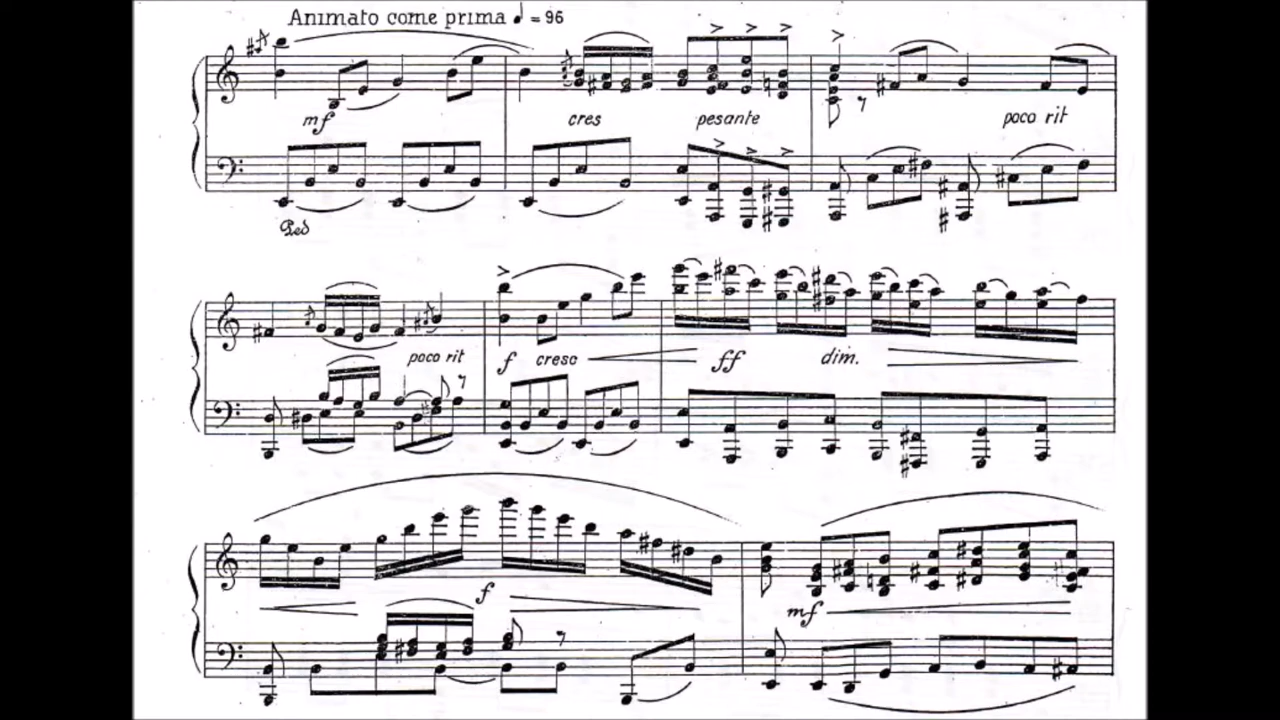 Animato come prima ♩ = 96
mf cres pesante poco rit
Ped
poco rit f cresc ff dim.
f
mf